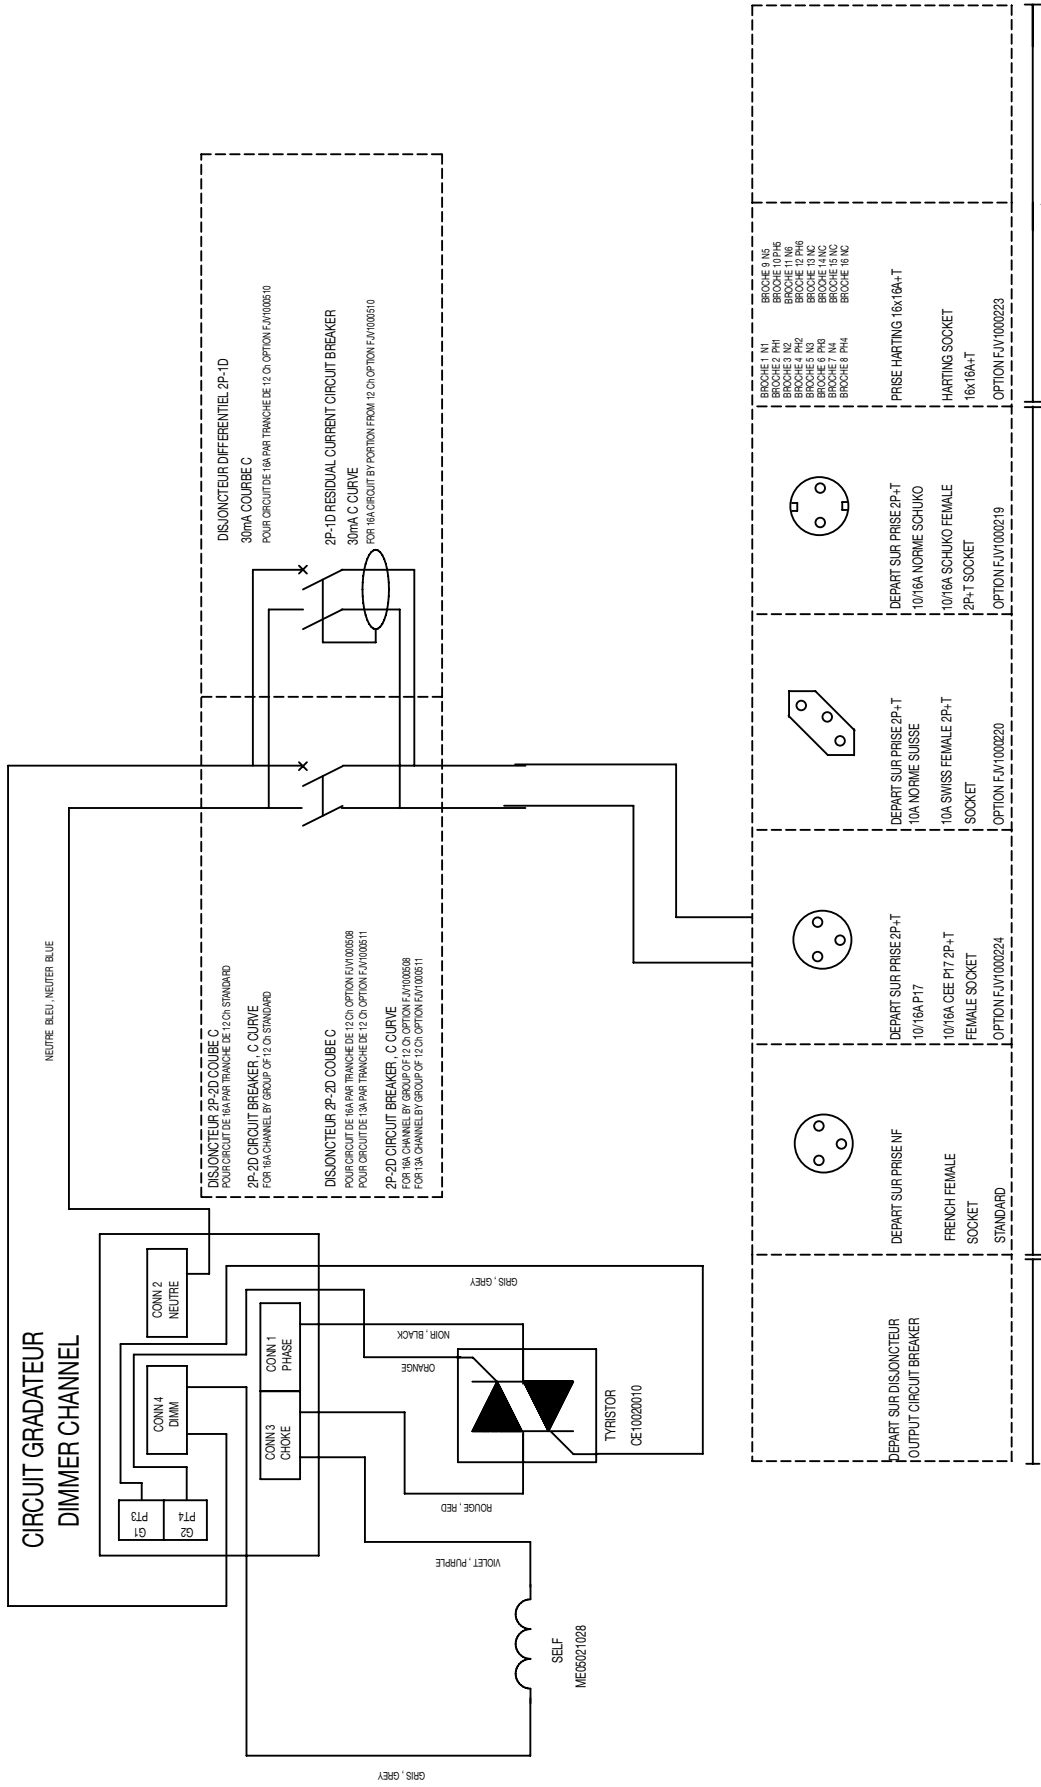 CIRCUIT GRADATEUR
DIMMER CHANNEL
NEUTRE BLEU , NEUTER BLUE
G1
PT3
G2
PT4
CONN 4
DIMM
CONN 2
NEUTRE
CONN 3
CHOKE
CONN 1
PHASE
GRIS , GREY
NOIR , BLACK
ORANGE
ROUGE , RED
VIOLET , PURPLE
GRIS , GREY
TYRISTOR
CE10020010
SELF
ME05021028
DISJONCTEUR 2P-2D COUBE C
POUR CIRCUIT DE 16A PAR TRANCHE DE 12 Ch STANDARD
2P-2D CIRCUIT BREAKER , C CURVE
FOR 16A CHANNEL BY GROUP OF 12 Ch STANDARD
DISJONCTEUR 2P-2D COUBE C
POUR CIRCUIT DE 16A PAR TRANCHE DE 12 Ch OPTION FJV1000508
POUR CIRCUIT DE 13A PAR TRANCHE DE 12 Ch OPTION FJV1000511
2P-2D CIRCUIT BREAKER , C CURVE
FOR 16A CHANNEL BY GROUP OF 12 Ch OPTION FJV1000508
FOR 13A CHANNEL BY GROUP OF 12 Ch OPTION FJV1000511
DISJONCTEUR DIFFERENTIEL 2P-1D
30mA COURBE C
POUR CIRCUIT DE 16A PAR TRANCHE DE 12 Ch OPTION FJV1000510
2P-1D RESIDUAL CURRENT CIRCUIT BREAKER
30mA C CURVE
FOR 16A CIRCUIT BY PORTION FROM 12 Ch OPTION FJV1000510
DEPART SUR DISJONCTEUR
OUTPUT CIRCUIT BREAKER
DEPART SUR PRISE NF
FRENCH FEMALE
SOCKET
STANDARD
DEPART SUR PRISE 2P+T
10/16A P17
10/16A CEE P17 2P+T
FEMALE SOCKET
OPTION FJV1000224
DEPART SUR PRISE 2P+T
10A NORME SUISSE
10A SWISS FEMALE 2P+T
SOCKET
OPTION FJV1000220
DEPART SUR PRISE 2P+T
10/16A NORME SCHUKO
10/16A SCHUKO FEMALE
2P+T SOCKET
OPTION FJV1000219
BROCHE 1 N1
BROCHE 2 PH1
BROCHE 3 N2
BROCHE 4 PH2
BROCHE 5 N3
BROCHE 6 PH3
BROCHE 7 N4
BROCHE 8 PH4
BROCHE 9 N5
BROCHE 10 PH5
BROCHE 11 N6
BROCHE 12 PH6
BROCHE 13 NC
BROCHE 14 NC
BROCHE 15 NC
BROCHE 16 NC
PRISE HARTING 16x16A+T
HARTING SOCKET
16x16A+T
OPTION FJV1000223